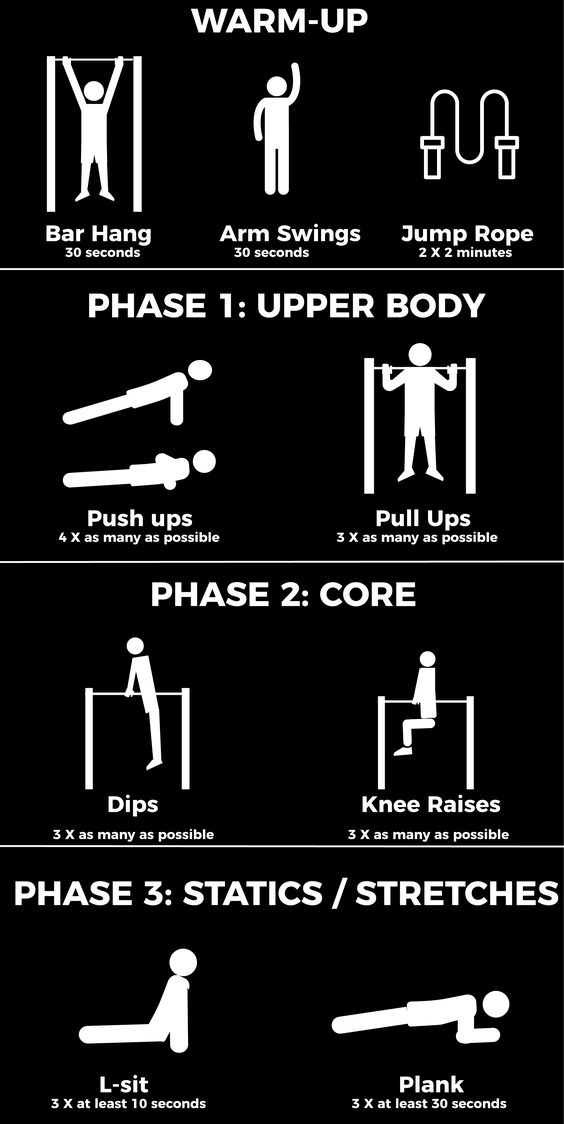 WARM-UP
Bar Hang
30 seconds
Arm Swings
30 seconds
Jump Rope
2 X 2 minutes
PHASE 1: UPPER BODY
Push ups
4 X as many as possible
Pull Ups
3 X as many as possible
PHASE 2: CORE
Dips
3 X as many as possible
Knee Raises
3 X as many as possible
PHASE 3: STATICS / STRETCHES
L-sit
3 X at least 10 seconds
Plank
3 X at least 30 seconds